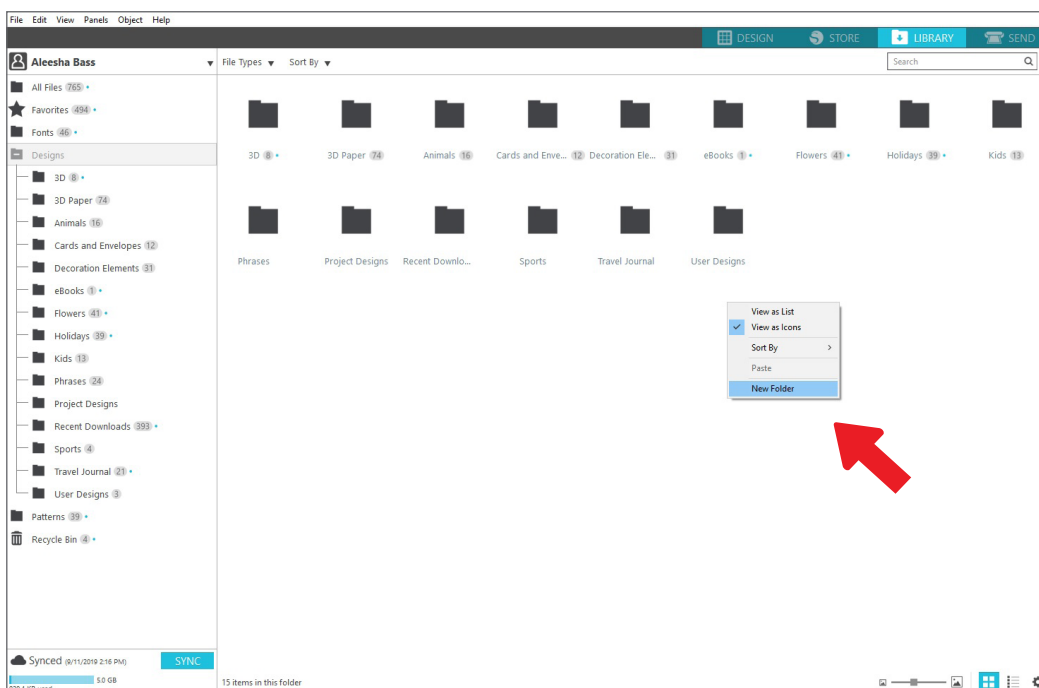 File Edit View Panels Object Help
DESIGN STORE LIBRARY SEND
Aleesha Bass
File Types Sort By
Search
All Files 765
Favorites 494
Fonts 46
Designs
3D 8
3D Paper 74
Animals 16
Cards and Envelopes 12
Decoration Elements 31
eBooks 1
Flowers 41
Holidays 39
Kids 13
Phrases 24
Project Designs
Recent Downloads 393
Sports 4
Travel Journal 21
User Designs 3
Patterns 39
Recycle Bin 4
3D 8 3D Paper 74 Animals 16 Cards and Enve... 12 Decoration Ele... 31 eBooks 1 Flowers 41 Holidays 39 Kids 13
Phrases Project Designs Recent Downlo... Sports Travel Journal User Designs
View as List
View as Icons
Sort By
Paste
New Folder
Synced (9/11/2019 2:16 PM) SYNC
5.0 GB
15 items in this folder